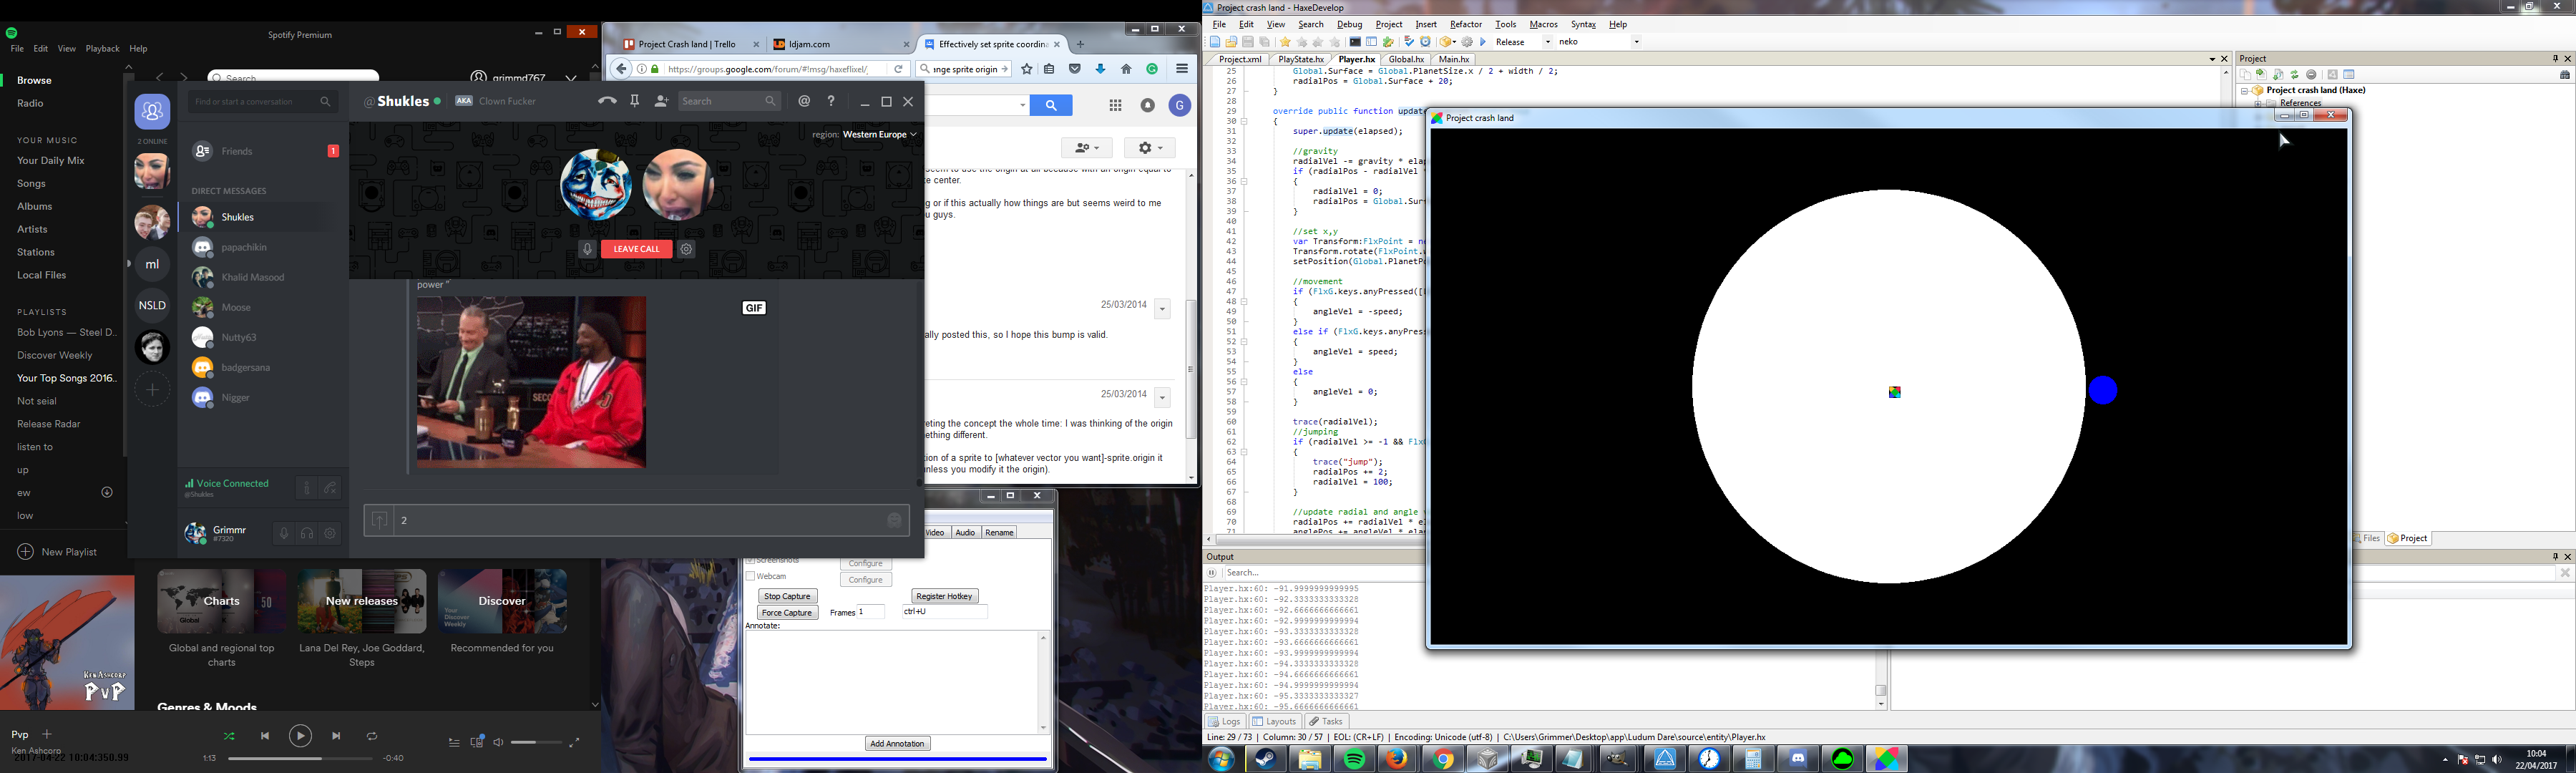 Spotify Premium
File Edit View Playback Help
Search
grimmd767
Browse
Radio
YOUR MUSIC
Your Daily Mix
Songs
Albums
Artists
Stations
Local Files
PLAYLISTS
Bob Lyons — Steel D..
Discover Weekly
Your Top Songs 2016..
Not seial
Release Radar
listen to
up
ew
low
New Playlist
KEN ASHCORP
PvP
Charts
New releases
Discover
Global and regional top
charts
Lana Del Rey, Joe Goddard,
Steps
Recommended for you
Genres & Moods
Pvp
Ken Ashcorp
2017-04-22 10:04:350.99
1:13
-0:40
2 ONLINE
ml
NSLD
Find or start a conversation
Friends
1
DIRECT MESSAGES
Shukles
papachikin
Khalid Masood
Moose
Nutty63
badgersana
Nigger
Voice Connected
@Shukles
Grimmr
#7320
@Shukles AKA Clown Fucker
Search
region: Western Europe
LEAVE CALL
power "
GIF
2
Project Crash land | Trello
ldjam.com
Effectively set sprite coordina
https://groups.google.com/forum/#!msg/haxeflixel/
inge sprite origin
G
te center.
g or if this actually how things are but seems weird to me
u guys.
25/03/2014
ally posted this, so I hope this bump is valid.
25/03/2014
reting the concept the whole time: I was thinking of the origin
ething different.
tion of a sprite to [whatever vector you want]-sprite.origin it
unless you modify it the origin).
Video Audio Rename
Screenshots
Configure
Webcam
Configure
Stop Capture
Register Hotkey
Force Capture
Frames 1
ctrl+U
Annotate:
Add Annotation
Project crash land - HaxeDevelop
File Edit View Search Debug Project Insert Refactor Tools Macros Syntax Help
Release
neko
Project.xml PlayState.hx Player.hx Global.hx Main.hx
25 Global.Surface = Global.PlanetSize.x / 2 + width / 2;
26 radialPos = Global.Surface + 20;
27 }
28
29 override public function update
30 {
31 super.update(elapsed);
32
33 //gravity
34 radialVel -= gravity * elap
35 if (radialPos - radialVel
36 {
37 radialVel = 0;
38 radialPos = Global.Sur
39 }
40
41 //set x,y
42 var Transform:FlxPoint = ne
43 Transform.rotate(FlxPoint.
44 setPosition(Global.PlanetPo
45
46 //movement
47 if (FlxG.keys.anyPressed([
48 {
49 angleVel = -speed;
50 }
51 else if (FlxG.keys.anyPress
52 {
53 angleVel = speed;
54 }
55 else
56 {
57 angleVel = 0;
58 }
59
60 trace(radialVel);
61 //jumping
62 if (radialVel >= -1 && Flx
63 {
64 trace("jump");
65 radialPos += 2;
66 radialVel = 100;
67 }
68
69 //update radial and angle
70 radialPos += radialVel * el
71 anglePos += angleVel * elaps
Project
Project crash land (Haxe)
References
Project crash land
Files
Project
Output
Search...
Player.hx:60: -91.9999999999995
Player.hx:60: -92.3333333333328
Player.hx:60: -92.6666666666661
Player.hx:60: -92.9999999999994
Player.hx:60: -93.3333333333328
Player.hx:60: -93.6666666666661
Player.hx:60: -93.9999999999994
Player.hx:60: -94.3333333333328
Player.hx:60: -94.6666666666661
Player.hx:60: -94.9999999999994
Player.hx:60: -95.3333333333327
Player.hx:60: -95.6666666666661
Logs Layouts Tasks
Line: 29 / 73 | Column: 30 / 57 | EOL: (CR+LF) | Encoding: Unicode (utf-8) | C:\Users\Grimmer\Desktop\app\Ludum Dare\source\entity\Player.hx
10:04
22/04/2017